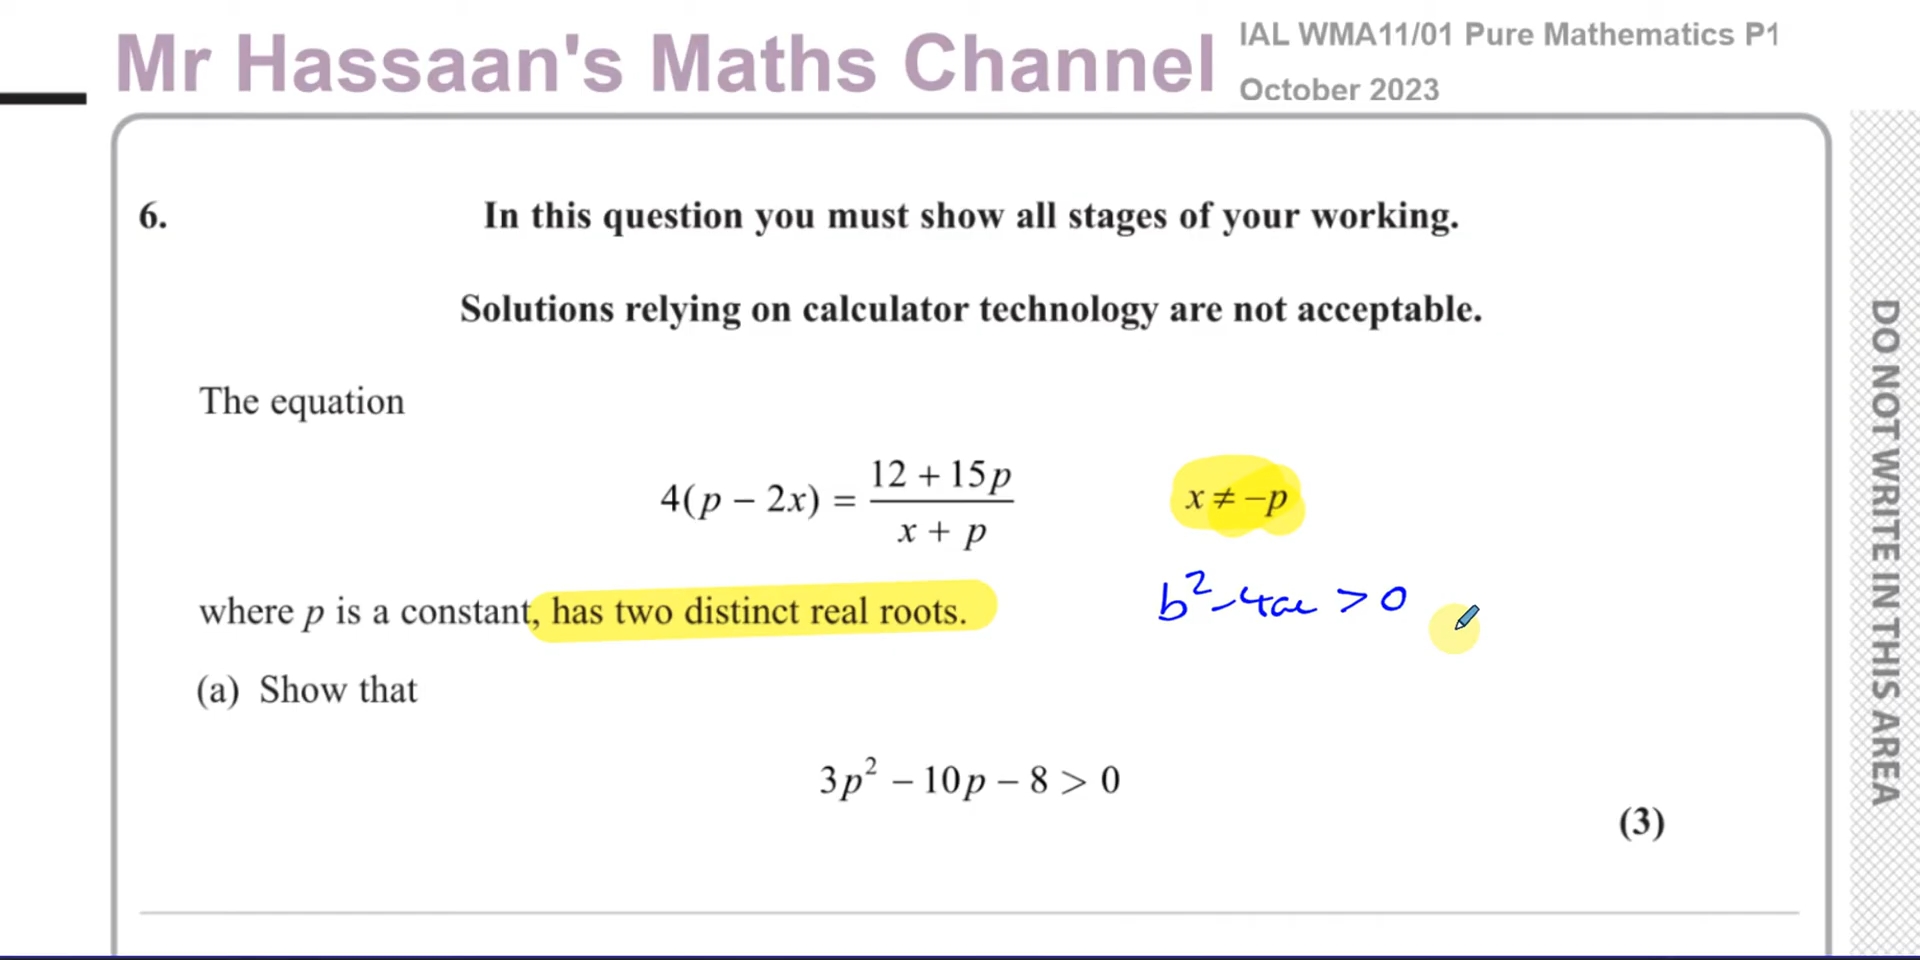 Mr Hassaan's Maths Channel
IAL WMA11/01 Pure Mathematics P1
October 2023
6. In this question you must show all stages of your working.
Solutions relying on calculator technology are not acceptable.
The equation
4(p − 2x) = (12 + 15p)/(x + p)    x ≠ −p
where p is a constant, has two distinct real roots.
b² - 4ac > 0
(a) Show that
3p² − 10p − 8 > 0
(3)
DO NOT WRITE IN THIS AREA